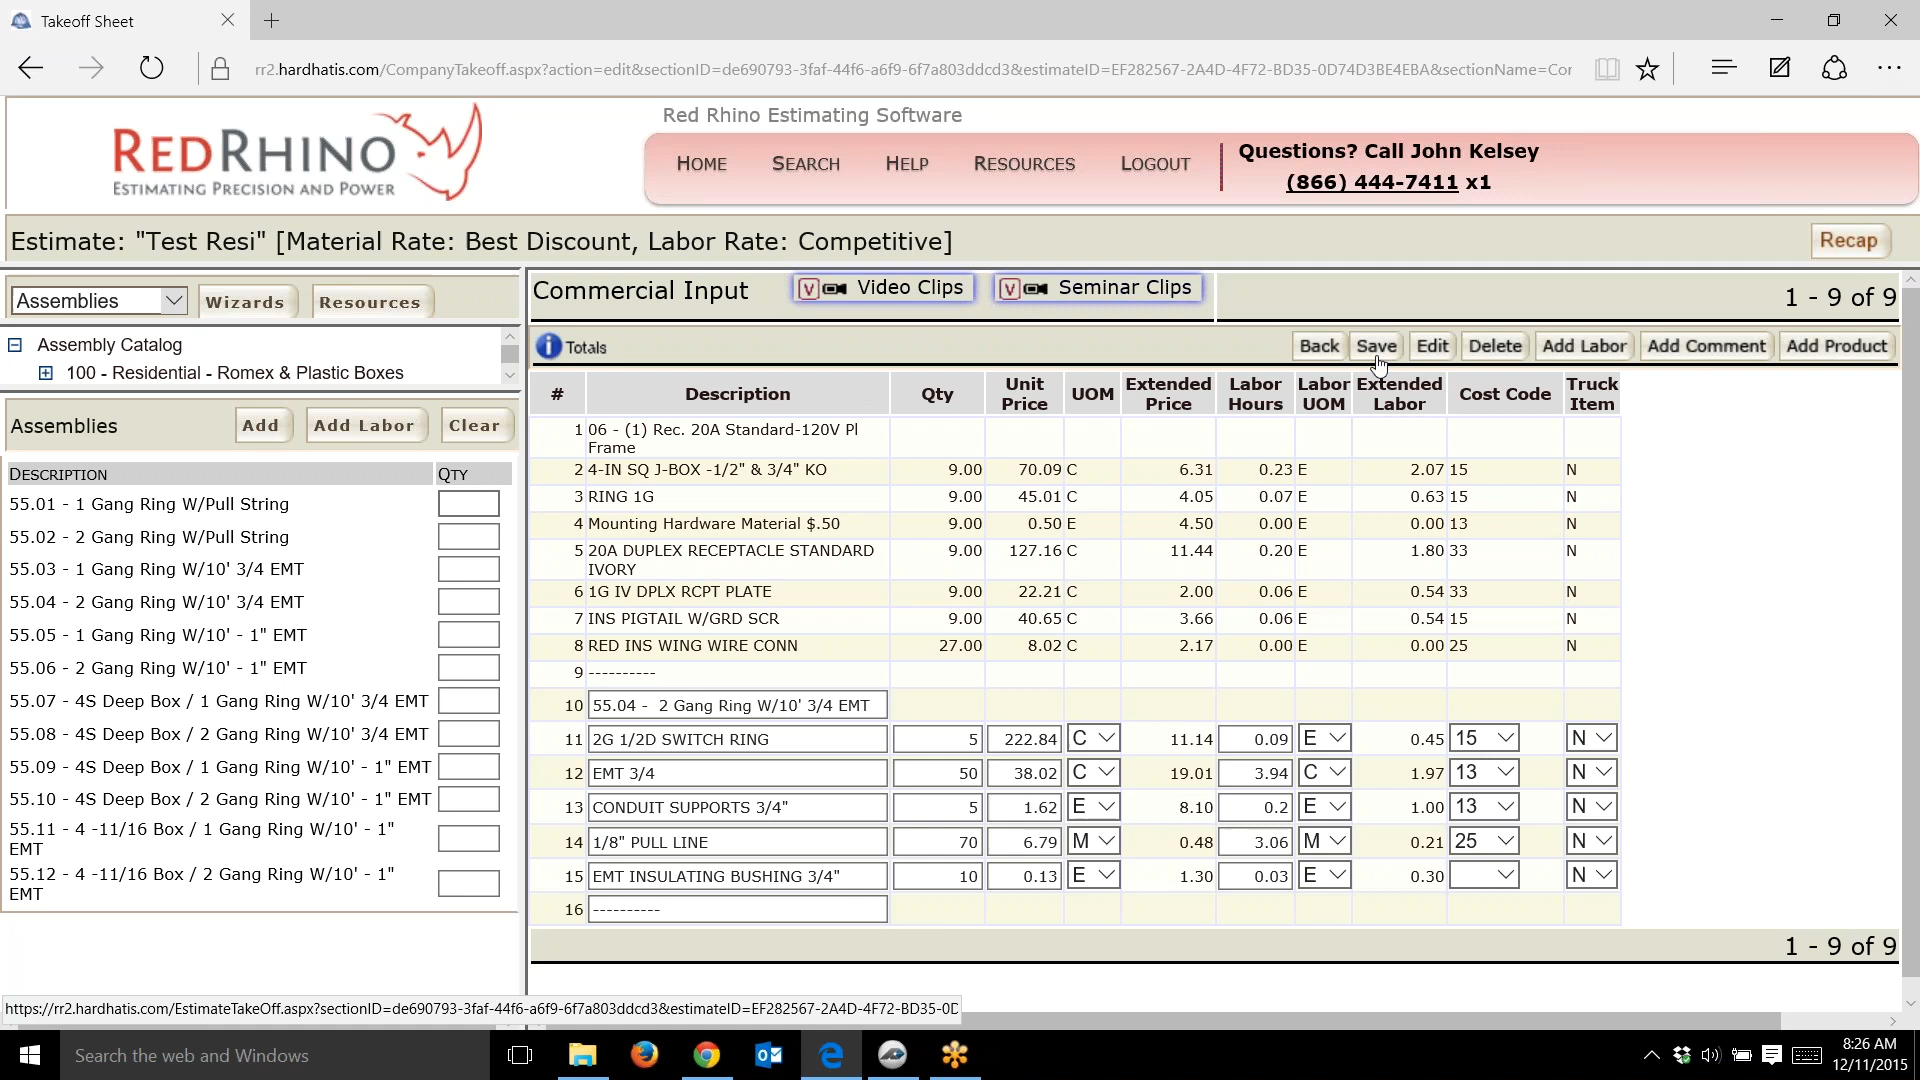 Takeoff Sheet
rr2.hardhatis.com/CompanyTakeoff.aspx?action=edit&sectionID=de690793-3faf-44f6-a6f9-6f7a803ddcd3&estimateID=EF282567-2A4D-4F72-BD35-0D74D3BE4EBA&sectionName=Cor
REDRHINO
ESTIMATING PRECISION AND POWER
Red Rhino Estimating Software
HOME SEARCH HELP RESOURCES LOGOUT
Questions? Call John Kelsey
(866) 444-7411 x1
Estimate: "Test Resi" [Material Rate: Best Discount, Labor Rate: Competitive]
Recap
Assemblies Wizards Resources
Assembly Catalog
100 - Residential - Romex & Plastic Boxes
Assemblies Add Add Labor Clear
DESCRIPTION QTY
55.01 - 1 Gang Ring W/Pull String
55.02 - 2 Gang Ring W/Pull String
55.03 - 1 Gang Ring W/10' 3/4 EMT
55.04 - 2 Gang Ring W/10' 3/4 EMT
55.05 - 1 Gang Ring W/10' - 1" EMT
55.06 - 2 Gang Ring W/10' - 1" EMT
55.07 - 4S Deep Box / 1 Gang Ring W/10' 3/4 EMT
55.08 - 4S Deep Box / 2 Gang Ring W/10' 3/4 EMT
55.09 - 4S Deep Box / 1 Gang Ring W/10' - 1" EMT
55.10 - 4S Deep Box / 2 Gang Ring W/10' - 1" EMT
55.11 - 4 -11/16 Box / 1 Gang Ring W/10' - 1"
EMT
55.12 - 4 -11/16 Box / 2 Gang Ring W/10' - 1"
EMT
Commercial Input V Video Clips V Seminar Clips
1 - 9 of 9
i Totals Back Save Edit Delete Add Labor Add Comment Add Product
# Description Qty Unit Price UOM Extended Price Labor Hours Labor UOM Extended Labor Cost Code Truck Item
1 06 - (1) Rec. 20A Standard-120V Pl
Frame
2 4-IN SQ J-BOX -1/2" & 3/4" KO 9.00 70.09 C 6.31 0.23 E 2.07 15 N
3 RING 1G 9.00 45.01 C 4.05 0.07 E 0.63 15 N
4 Mounting Hardware Material $.50 9.00 0.50 E 4.50 0.00 E 0.00 13 N
5 20A DUPLEX RECEPTACLE STANDARD 9.00 127.16 C 11.44 0.20 E 1.80 33 N
IVORY
6 1G IV DPLX RCPT PLATE 9.00 22.21 C 2.00 0.06 E 0.54 33 N
7 INS PIGTAIL W/GRD SCR 9.00 40.65 C 3.66 0.06 E 0.54 15 N
8 RED INS WING WIRE CONN 27.00 8.02 C 2.17 0.00 E 0.00 25 N
9 ----------
10 55.04 - 2 Gang Ring W/10' 3/4 EMT
11 2G 1/2D SWITCH RING 5 222.84 C 11.14 0.09 E 0.45 15 N
12 EMT 3/4 50 38.02 C 19.01 3.94 C 1.97 13 N
13 CONDUIT SUPPORTS 3/4" 5 1.62 E 8.10 0.2 E 1.00 13 N
14 1/8" PULL LINE 70 6.79 M 0.48 3.06 M 0.21 25 N
15 EMT INSULATING BUSHING 3/4" 10 0.13 E 1.30 0.03 E 0.30 N
16 ----------
1 - 9 of 9
https://rr2.hardhatis.com/EstimateTakeOff.aspx?sectionID=de690793-3faf-44f6-a6f9-6f7a803ddcd3&estimateID=EF282567-2A4D-4F72-BD35-0D
Search the web and Windows
8:26 AM
12/11/2015